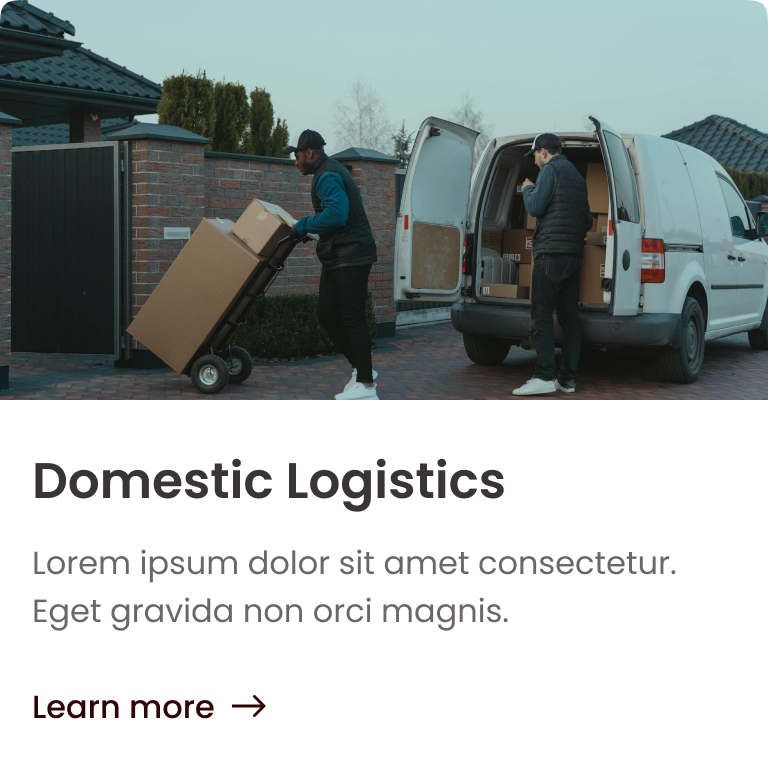 Domestic Logistics
Lorem ipsum dolor sit amet consectetur.
Eget gravida non orci magnis.
Learn more →